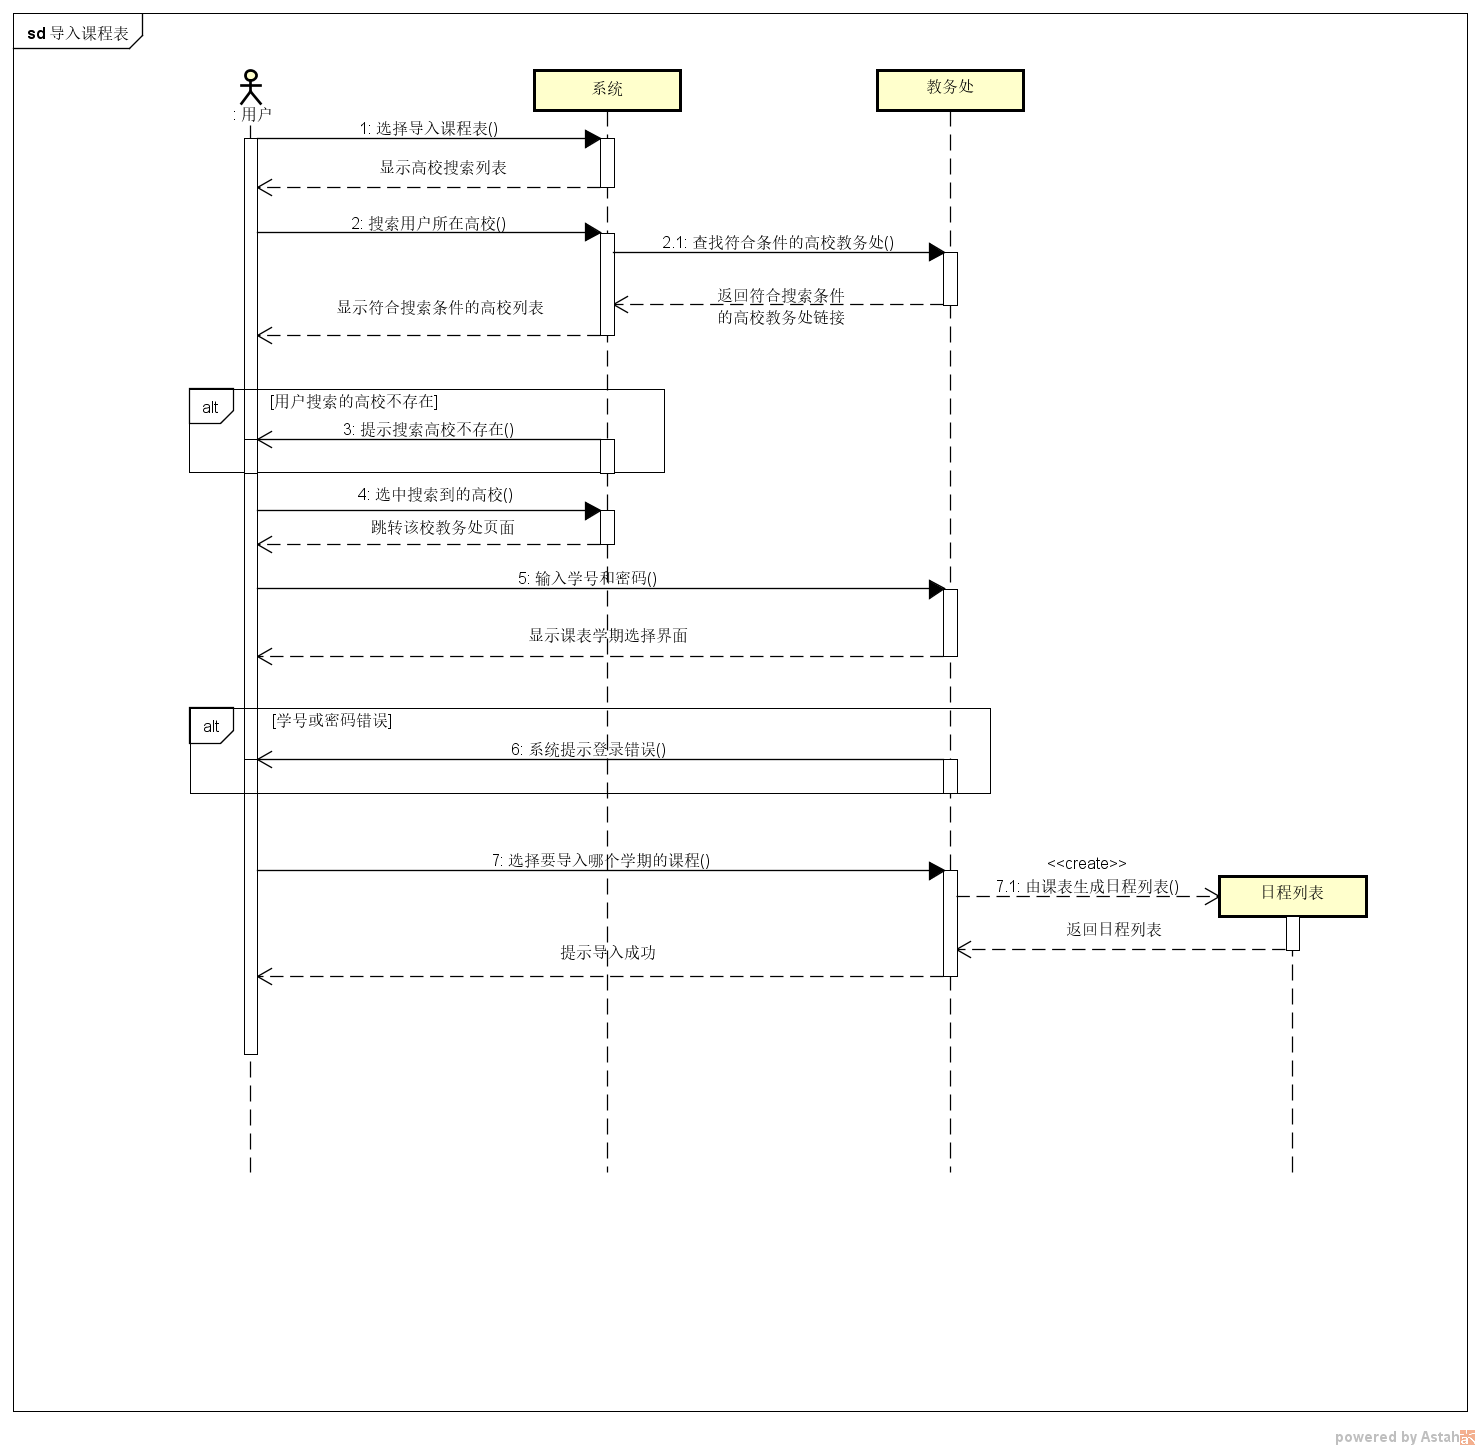 sd 导入课程表
: 用户
系统
教务处
1: 选择导入课程表()
显示高校搜索列表
2: 搜索用户所在高校()
2.1: 查找符合条件的高校教务处()
返回符合搜索条件
的高校教务处链接
显示符合搜索条件的高校列表
alt
[用户搜索的高校不存在]
3: 提示搜索高校不存在()
4: 选中搜索到的高校()
跳转该校教务处页面
5: 输入学号和密码()
显示课表学期选择界面
alt
[学号或密码错误]
6: 系统提示登录错误()
7: 选择要导入哪个学期的课程()
<<create>>
7.1: 由课表生成日程列表()
日程列表
返回日程列表
提示导入成功
powered by Astah